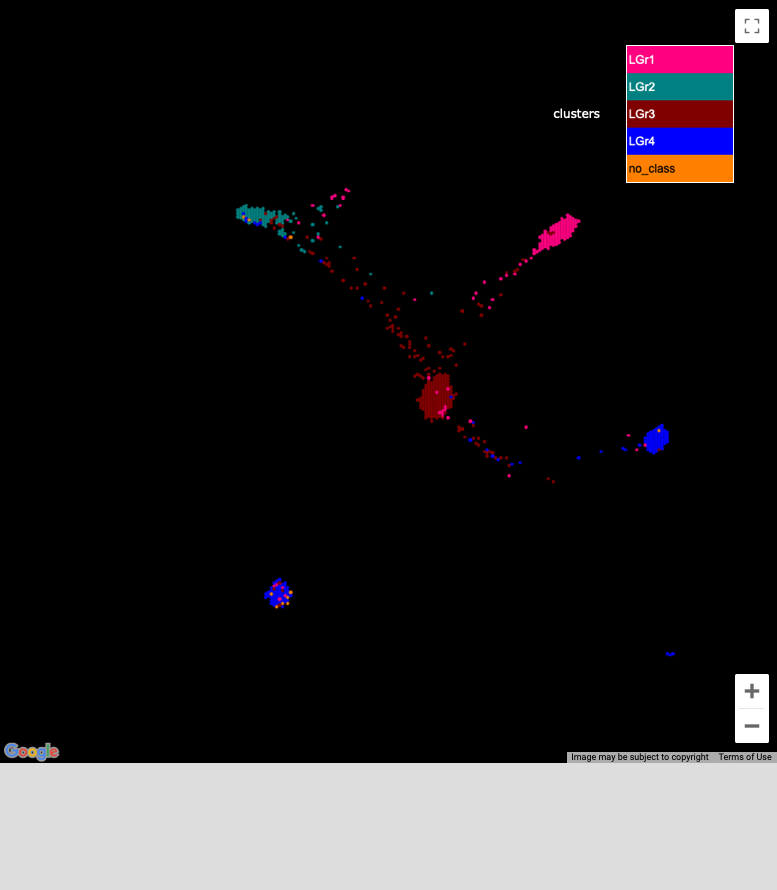 LGr1
LGr2
clusters
LGr3
LGr4
no_class
Google
Image may be subject to copyright
Terms of Use